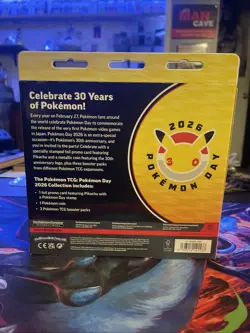 MAN
CAVE
Celebrate 30 Years
of Pokémon!
Every year on February 27, Pokémon fans around
the world celebrate Pokémon Day to commemorate
the release of the very first Pokémon video games
in Japan. Pokémon Day 2026 is an extra-special
occasion—it's Pokémon's 30th anniversary, and
you're invited to the party! Celebrate with a
specially stamped foil promo card featuring
Pikachu and a metallic coin featuring the 30th
anniversary logo, plus three booster packs
from different Pokémon TCG expansions.
The Pokémon TCG: Pokémon Day
2026 Collection includes:
• 1 foil promo card featuring Pikachu with
a Pokémon Day stamp
• 1 Pokémon coin
• 3 Pokémon TCG booster packs
2026
30
POKÉMON DAY
CE